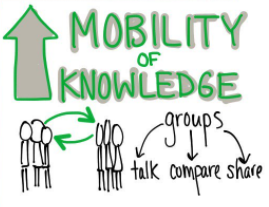 MOBILITY
OF
KNOWLEDGE
groups
talk compare share